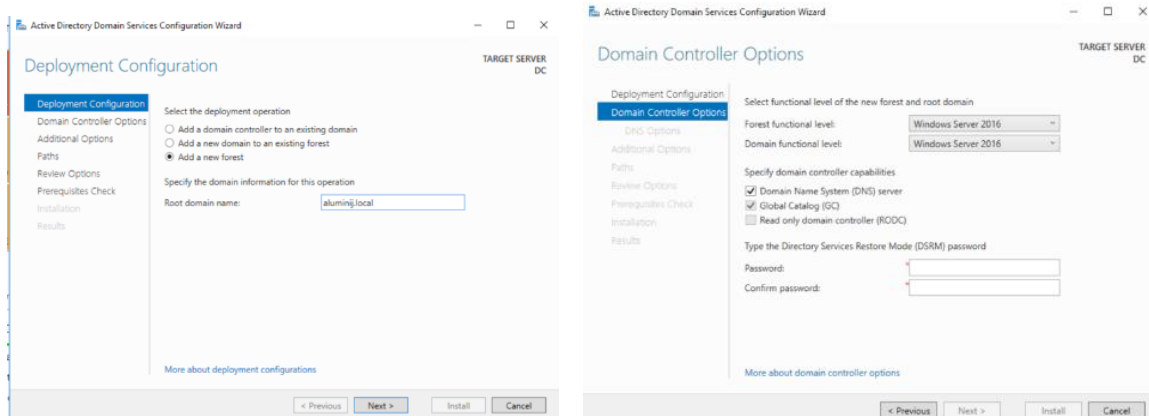 Active Directory Domain Services Configuration Wizard
Deployment Configuration
TARGET SERVER
DC
Deployment Configuration
Domain Controller Options
Additional Options
Paths
Review Options
Prerequisites Check
Installation
Results
Select the deployment operation
Add a domain controller to an existing domain
Add a new domain to an existing forest
Add a new forest
Specify the domain information for this operation
Root domain name: aluminij.local
More about deployment configurations
< Previous Next > Install Cancel
Active Directory Domain Services Configuration Wizard
Domain Controller Options
TARGET SERVER
DC
Deployment Configuration
Domain Controller Options
DNS Options
Additional Options
Paths
Review Options
Prerequisites Check
Installation
Results
Select functional level of the new forest and root domain
Forest functional level: Windows Server 2016
Domain functional level: Windows Server 2016
Specify domain controller capabilities
Domain Name System (DNS) server
Global Catalog (GC)
Read only domain controller (RODC)
Type the Directory Services Restore Mode (DSRM) password
Password: *
Confirm password: *
More about domain controller options
< Previous Next > Install Cancel